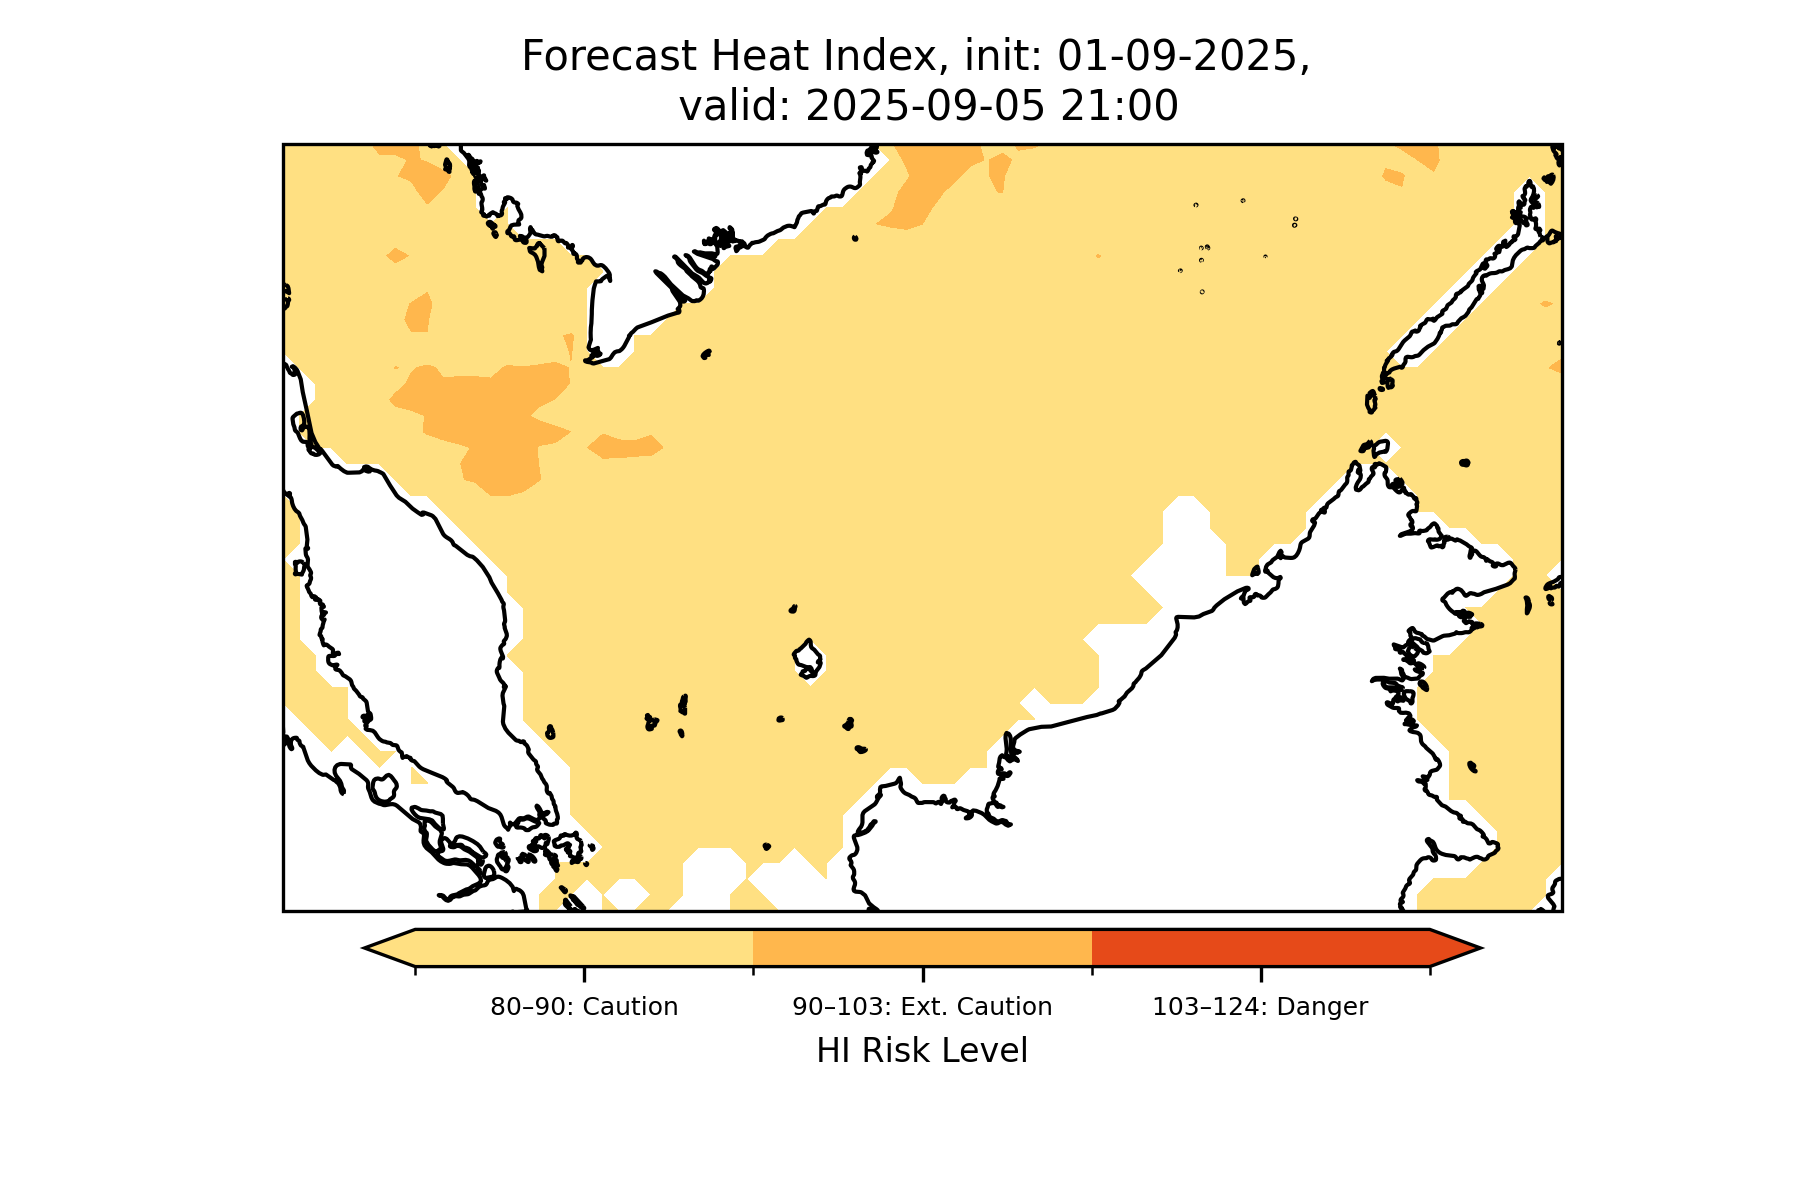 Forecast Heat Index, init: 01-09-2025,
valid: 2025-09-05 21:00
80–90: Caution
90–103: Ext. Caution
103–124: Danger
HI Risk Level